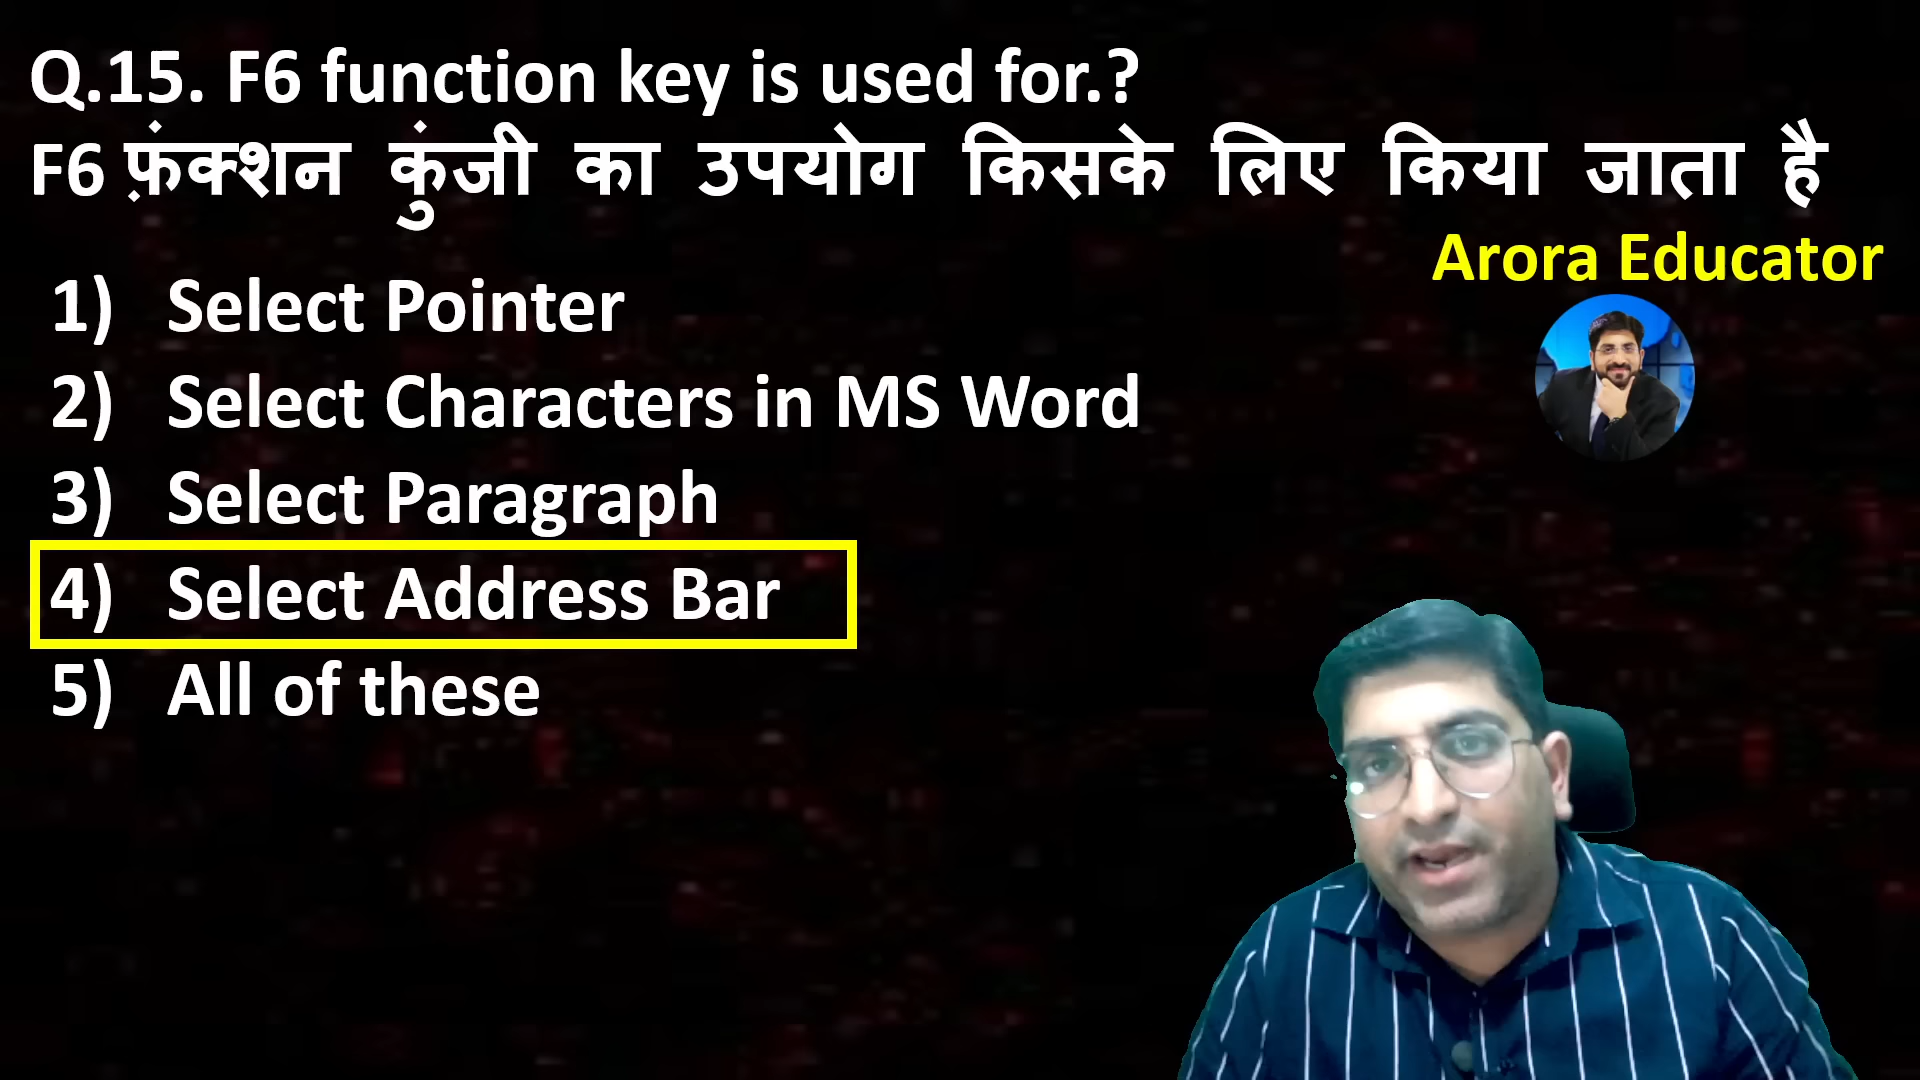 Q.15. F6 function key is used for.?
F6 फ़ंक्शन कुंजी का उपयोग किसके लिए किया जाता है
Arora Educator
1) Select Pointer
2) Select Characters in MS Word
3) Select Paragraph
4) Select Address Bar
5) All of these